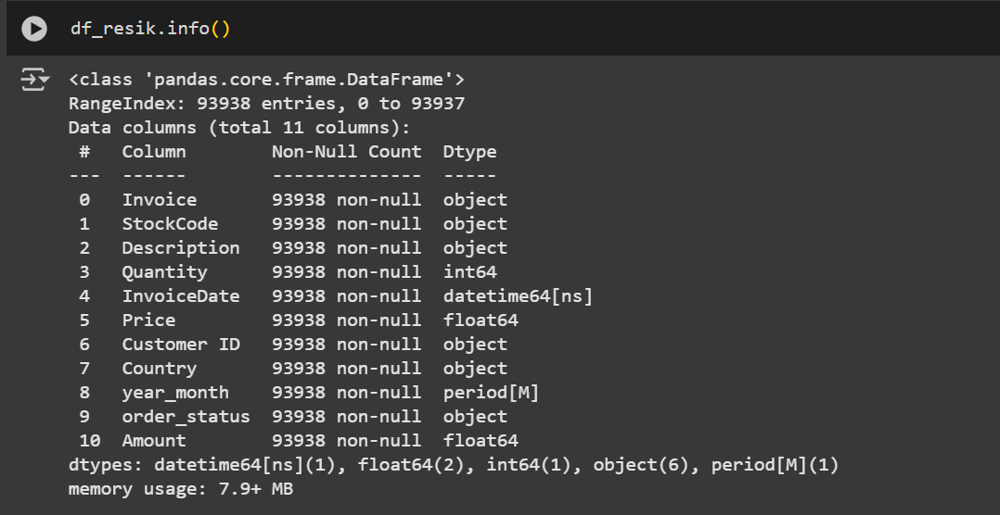 df_resik.info()
<class 'pandas.core.frame.DataFrame'>
RangeIndex: 93938 entries, 0 to 93937
Data columns (total 11 columns):
 #   Column        Non-Null Count  Dtype
---  ------        --------------  -----
 0   Invoice       93938 non-null  object
 1   StockCode     93938 non-null  object
 2   Description   93938 non-null  object
 3   Quantity      93938 non-null  int64
 4   InvoiceDate   93938 non-null  datetime64[ns]
 5   Price         93938 non-null  float64
 6   Customer ID   93938 non-null  object
 7   Country       93938 non-null  object
 8   year_month    93938 non-null  period[M]
 9   order_status  93938 non-null  object
 10  Amount        93938 non-null  float64
dtypes: datetime64[ns](1), float64(2), int64(1), object(6), period[M](1)
memory usage: 7.9+ MB